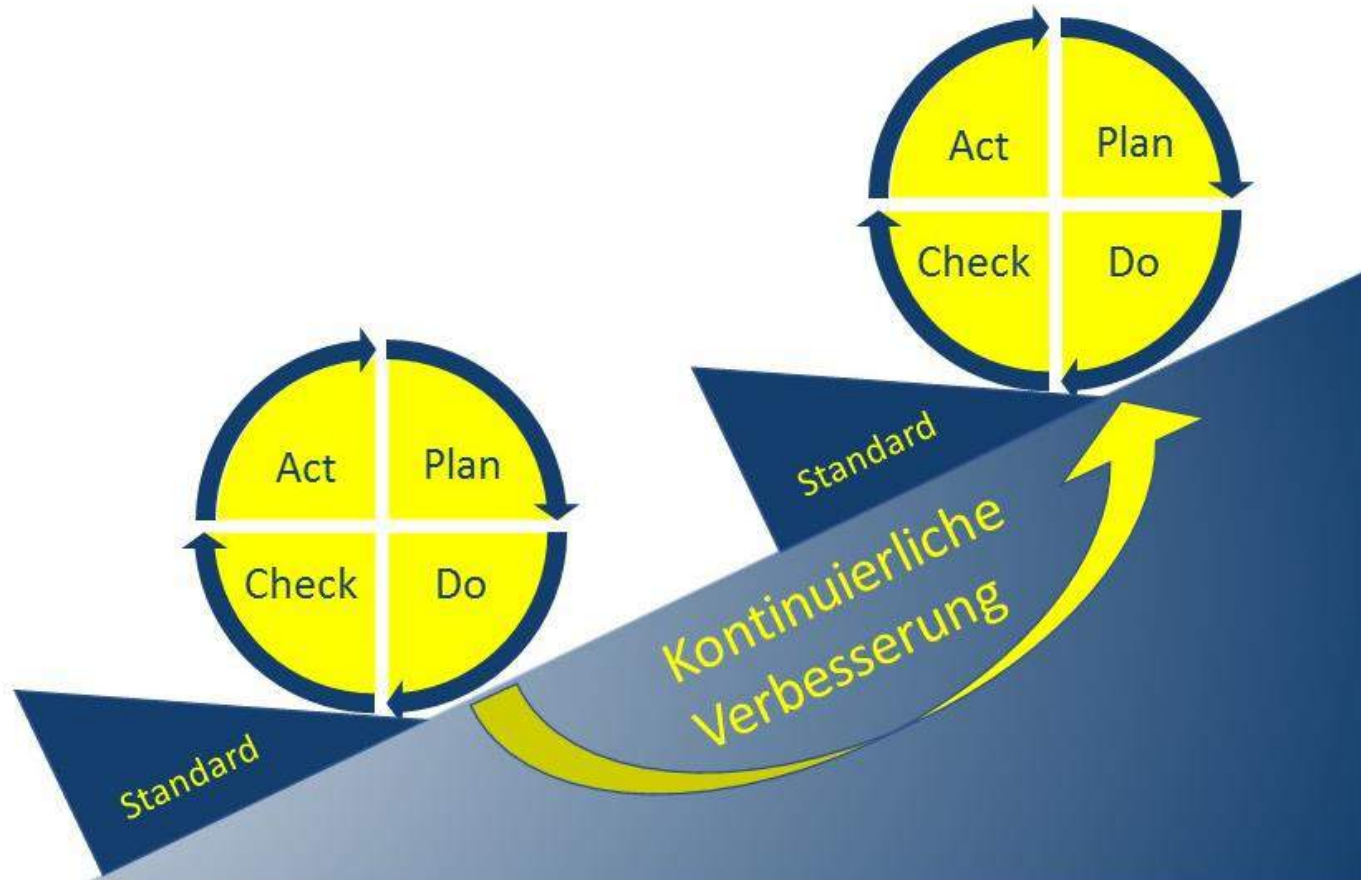 Act Plan
Check Do
Standard
Act Plan
Check Do
Standard
Kontinuierliche
Verbesserung